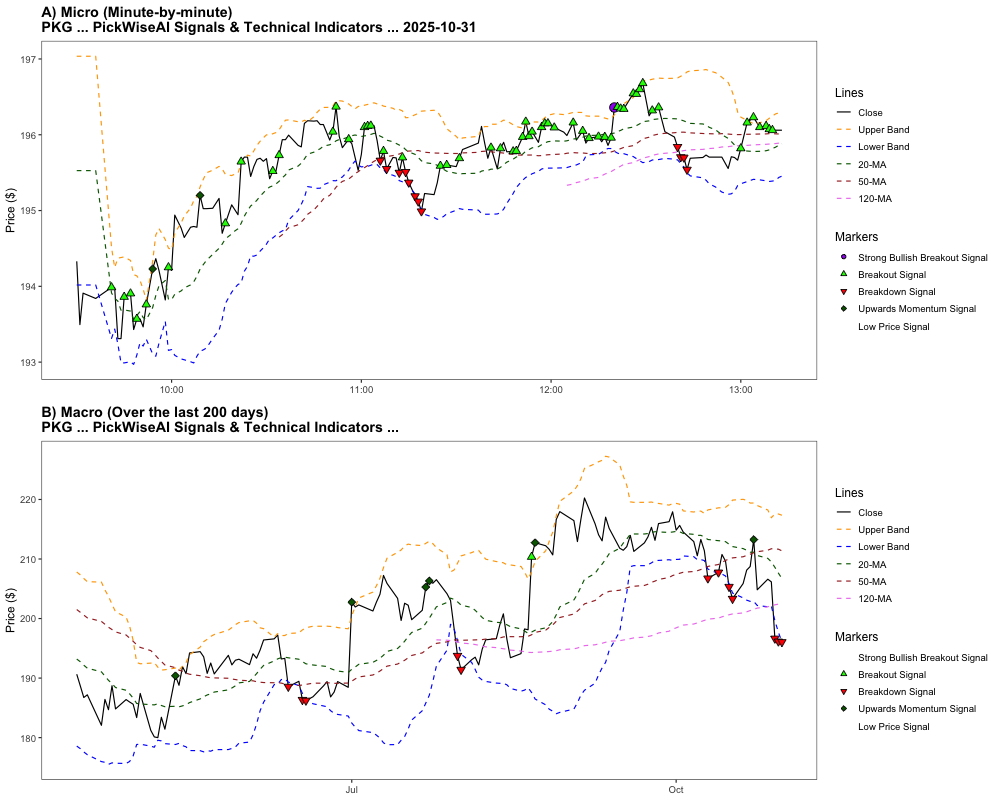 A) Micro (Minute-by-minute)
PKG ... PickWiseAI Signals & Technical Indicators ... 2025-10-31
Price ($)
197
196
195
194
193
10:00
11:00
12:00
13:00
Lines
Close
Upper Band
Lower Band
20-MA
50-MA
120-MA
Markers
Strong Bullish Breakout Signal
Breakout Signal
Breakdown Signal
Upwards Momentum Signal
Low Price Signal
B) Macro (Over the last 200 days)
PKG ... PickWiseAI Signals & Technical Indicators ...
Price ($)
220
210
200
190
180
Jul
Oct
Lines
Close
Upper Band
Lower Band
20-MA
50-MA
120-MA
Markers
Strong Bullish Breakout Signal
Breakout Signal
Breakdown Signal
Upwards Momentum Signal
Low Price Signal